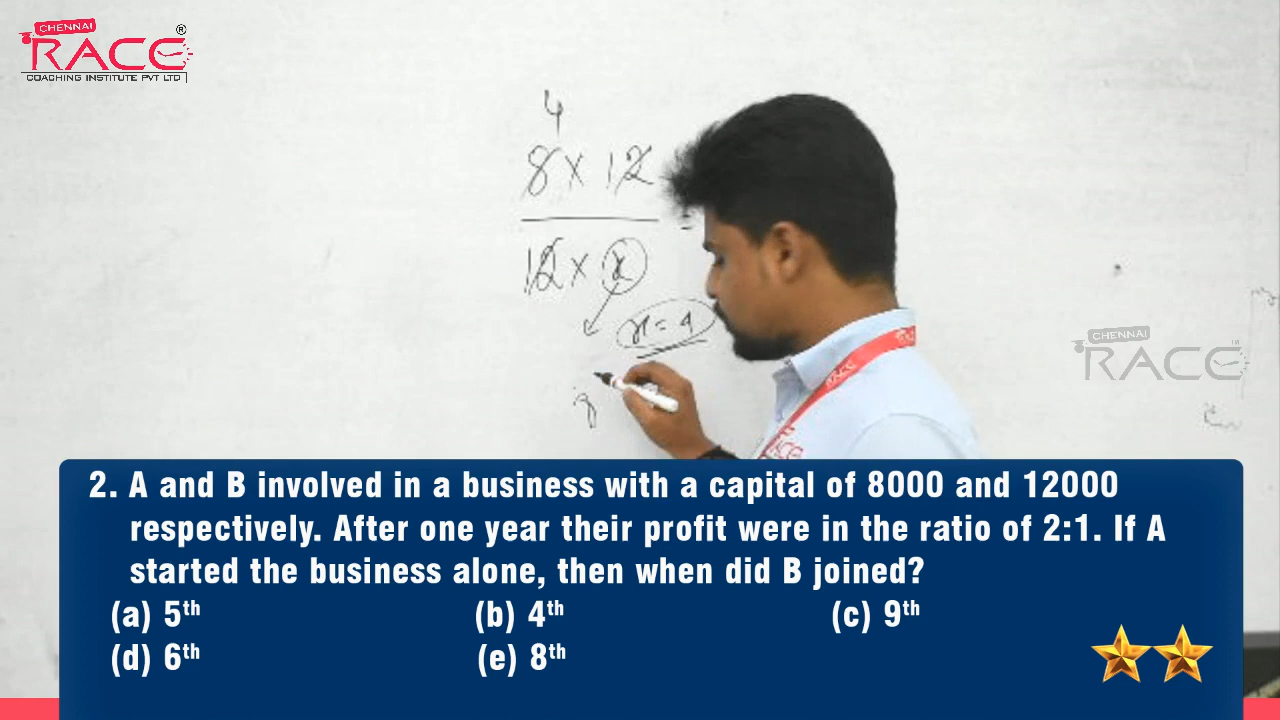 CHENNAI
RACE®
COACHING INSTITUTE PVT LTD
4
8 × 12
12 × x
x = 4
8
CHENNAI
RACE™
RACE
2. A and B involved in a business with a capital of 8000 and 12000
respectively. After one year their profit were in the ratio of 2:1. If A
started the business alone, then when did B joined?
(a) 5th (b) 4th (c) 9th
(d) 6th (e) 8th